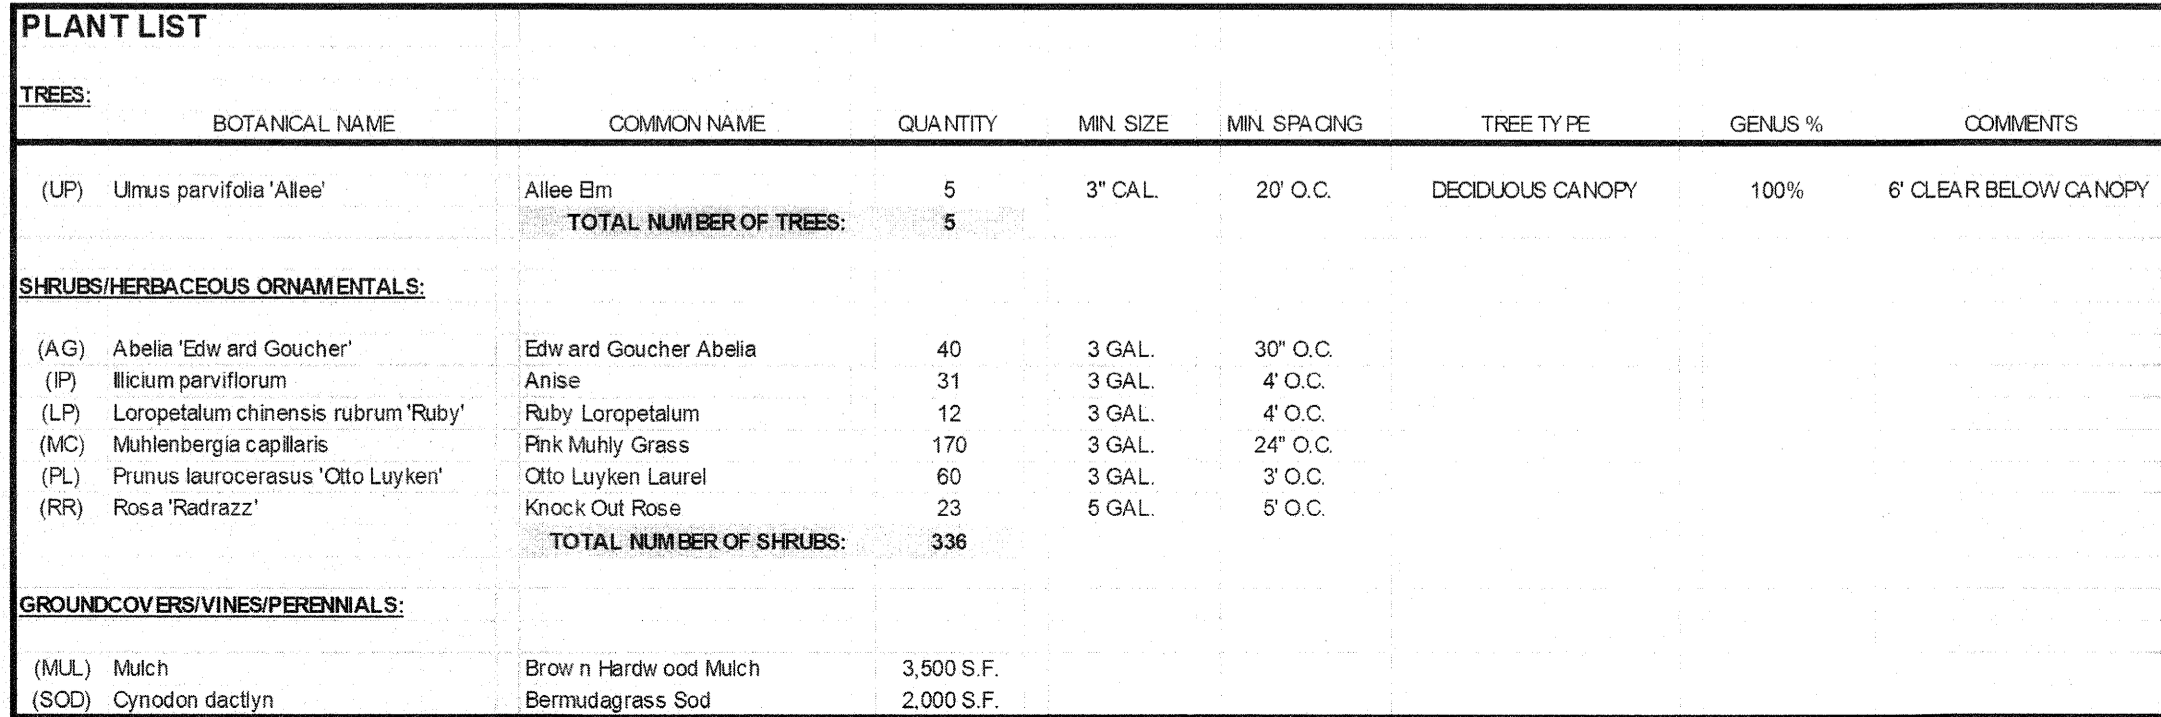 PLANT LIST
TREES:
BOTANICAL NAME COMMON NAME QUANTITY MIN. SIZE MIN. SPACING TREE TYPE GENUS % COMMENTS
(UP) Ulmus parvifolia 'Allee' Allee Elm 5 3" CAL. 20' O.C. DECIDUOUS CANOPY 100% 6' CLEAR BELOW CANOPY
TOTAL NUMBER OF TREES: 5
SHRUBS/HERBACEOUS ORNAMENTALS:
(AG) Abelia 'Edward Goucher' Edward Goucher Abelia 40 3 GAL. 30" O.C.
(IP) Illicium parviflorum Anise 31 3 GAL. 4' O.C.
(LP) Loropetalum chinensis rubrum 'Ruby' Ruby Loropetalum 12 3 GAL. 4' O.C.
(MC) Muhlenbergia capillaris Pink Muhly Grass 170 3 GAL. 24" O.C.
(PL) Prunus laurocerasus 'Otto Luyken' Otto Luyken Laurel 60 3 GAL. 3' O.C.
(RR) Rosa 'Radrazz' Knock Out Rose 23 5 GAL. 5' O.C.
TOTAL NUMBER OF SHRUBS: 336
GROUNDCOVERS/VINES/PERENNIALS:
(MUL) Mulch Brown Hardwood Mulch 3,500 S.F.
(SOD) Cynodon dactlyn Bermudagrass Sod 2,000 S.F.